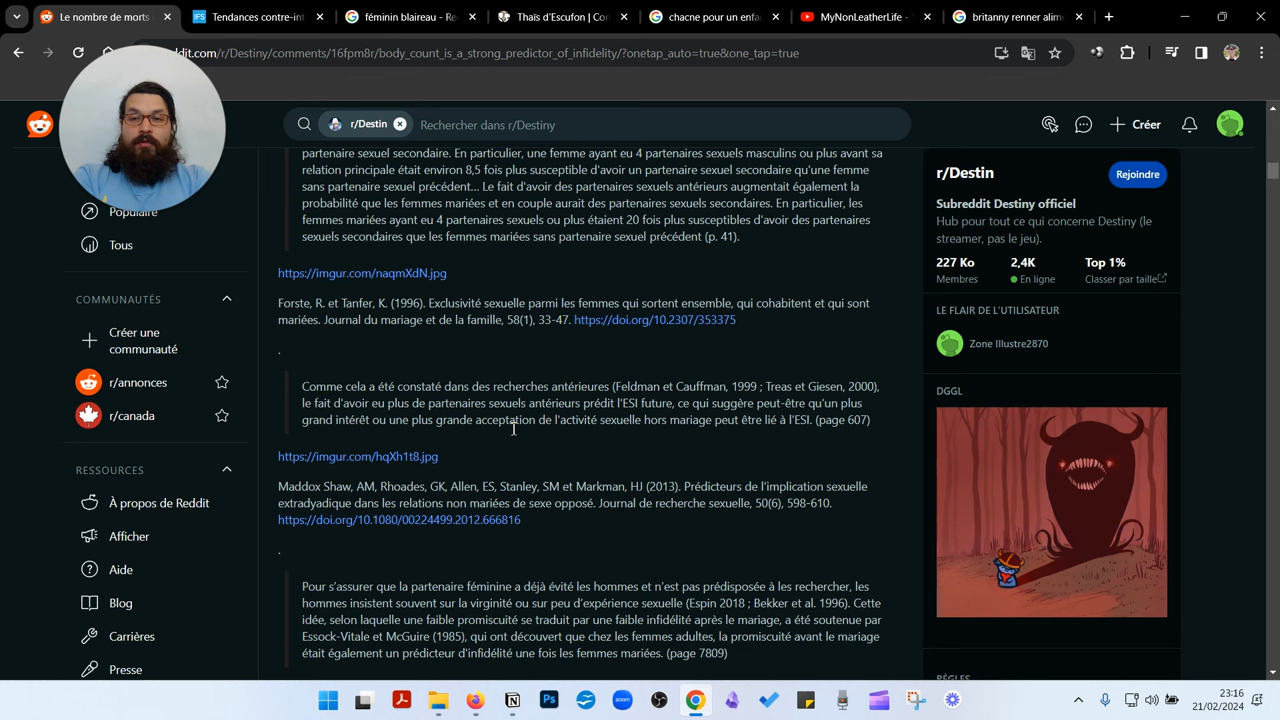 Le nombre de morts
Tendances contre-int
féminin blaireau - Re
Thaïs d'Escufon | Con
chacne pour un enfa
MyNonLeatherLife -
britanny renner alim
eddit.com/r/Destiny/comments/16fpm8r/body_count_is_a_strong_predictor_of_infidelity/?onetap_auto=true&one_tap=true
r/Destin
Rechercher dans r/Destiny
Créer
Populaire
Tous
COMMUNAUTÉS
Créer une
communauté
r/annonces
r/canada
RESSOURCES
À propos de Reddit
Afficher
Aide
Blog
Carrières
Presse
partenaire sexuel secondaire. En particulier, une femme ayant eu 4 partenaires sexuels masculins ou plus avant sa
relation principale était environ 8,5 fois plus susceptible d'avoir un partenaire sexuel secondaire qu'une femme
sans partenaire sexuel précédent... Le fait d'avoir des partenaires sexuels antérieurs augmentait également la
probabilité que les femmes mariées et en couple aurait des partenaires sexuels secondaires. En particulier, les
femmes mariées ayant eu 4 partenaires sexuels ou plus étaient 20 fois plus susceptibles d'avoir des partenaires
sexuels secondaires que les femmes mariées sans partenaire sexuel précédent (p. 41).
https://imgur.com/naqmXdN.jpg
Forste, R. et Tanfer, K. (1996). Exclusivité sexuelle parmi les femmes qui sortent ensemble, qui cohabitent et qui sont
mariées. Journal du mariage et de la famille, 58(1), 33-47. https://doi.org/10.2307/353375
.
Comme cela a été constaté dans des recherches antérieures (Feldman et Cauffman, 1999 ; Treas et Giesen, 2000),
le fait d'avoir eu plus de partenaires sexuels antérieurs prédit l'ESI future, ce qui suggère peut-être qu'un plus
grand intérêt ou une plus grande acceptation de l'activité sexuelle hors mariage peut être lié à l'ESI. (page 607)
https://imgur.com/hqXh1t8.jpg
Maddox Shaw, AM, Rhoades, GK, Allen, ES, Stanley, SM et Markman, HJ (2013). Prédicteurs de l'implication sexuelle
extradyadique dans les relations non mariées de sexe opposé. Journal de recherche sexuelle, 50(6), 598-610.
https://doi.org/10.1080/00224499.2012.666816
.
Pour s'assurer que la partenaire féminine a déjà évité les hommes et n'est pas prédisposée à les rechercher, les
hommes insistent souvent sur la virginité ou sur peu d'expérience sexuelle (Espin 2018 ; Bekker et al. 1996). Cette
idée, selon laquelle une faible promiscuité se traduit par une faible infidélité après le mariage, a été soutenue par
Essock-Vitale et McGuire (1985), qui ont découvert que chez les femmes adultes, la promiscuité avant le mariage
était également un prédicteur d'infidélité une fois les femmes mariées. (page 7809)
r/Destin
Rejoindre
Subreddit Destiny officiel
Hub pour tout ce qui concerne Destiny (le
streamer, pas le jeu).
227 Ko
2,4K
Top 1%
Membres
En ligne
Classer par taille
LE FLAIR DE L'UTILISATEUR
Zone Illustre2870
DGGL
RÈGLES
23:16
21/02/2024